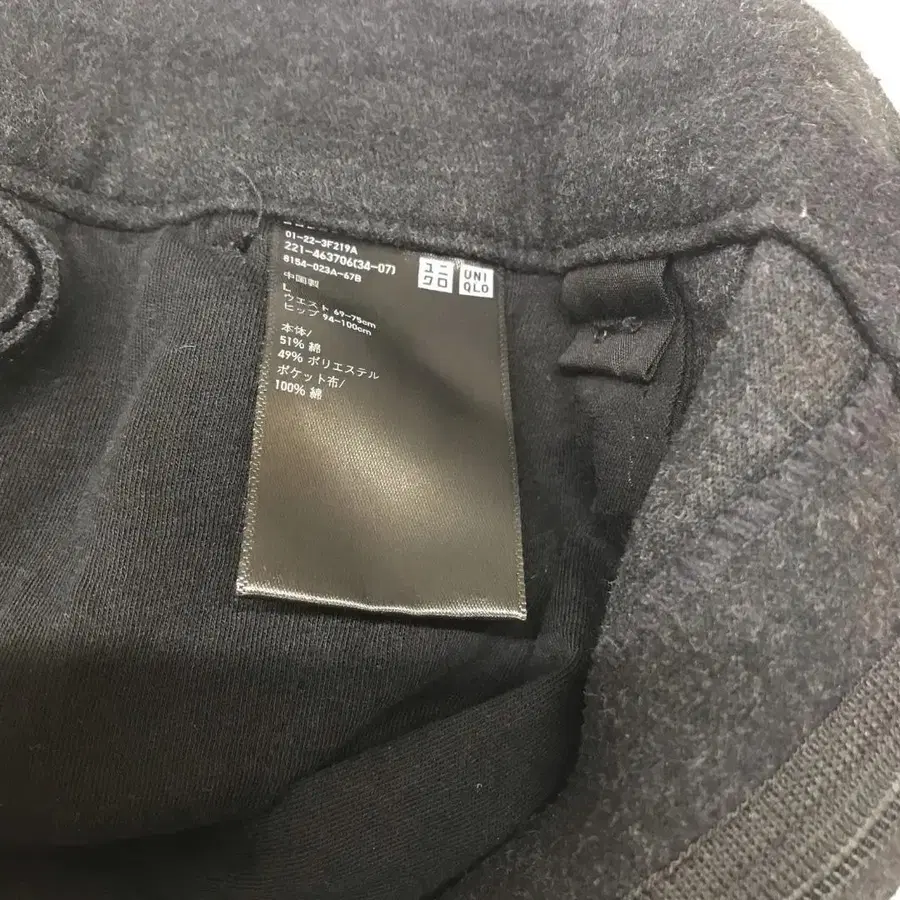 01-22-3F219A
221-463706(34-07)
8154-023A-67B
ユニ
クロ
UNI
QLO
中国製
L
ウエスト 69-75cm
ヒップ 94-100cm
本体/
51% 綿
49% ポリエステル
ポケット布/
100% 綿